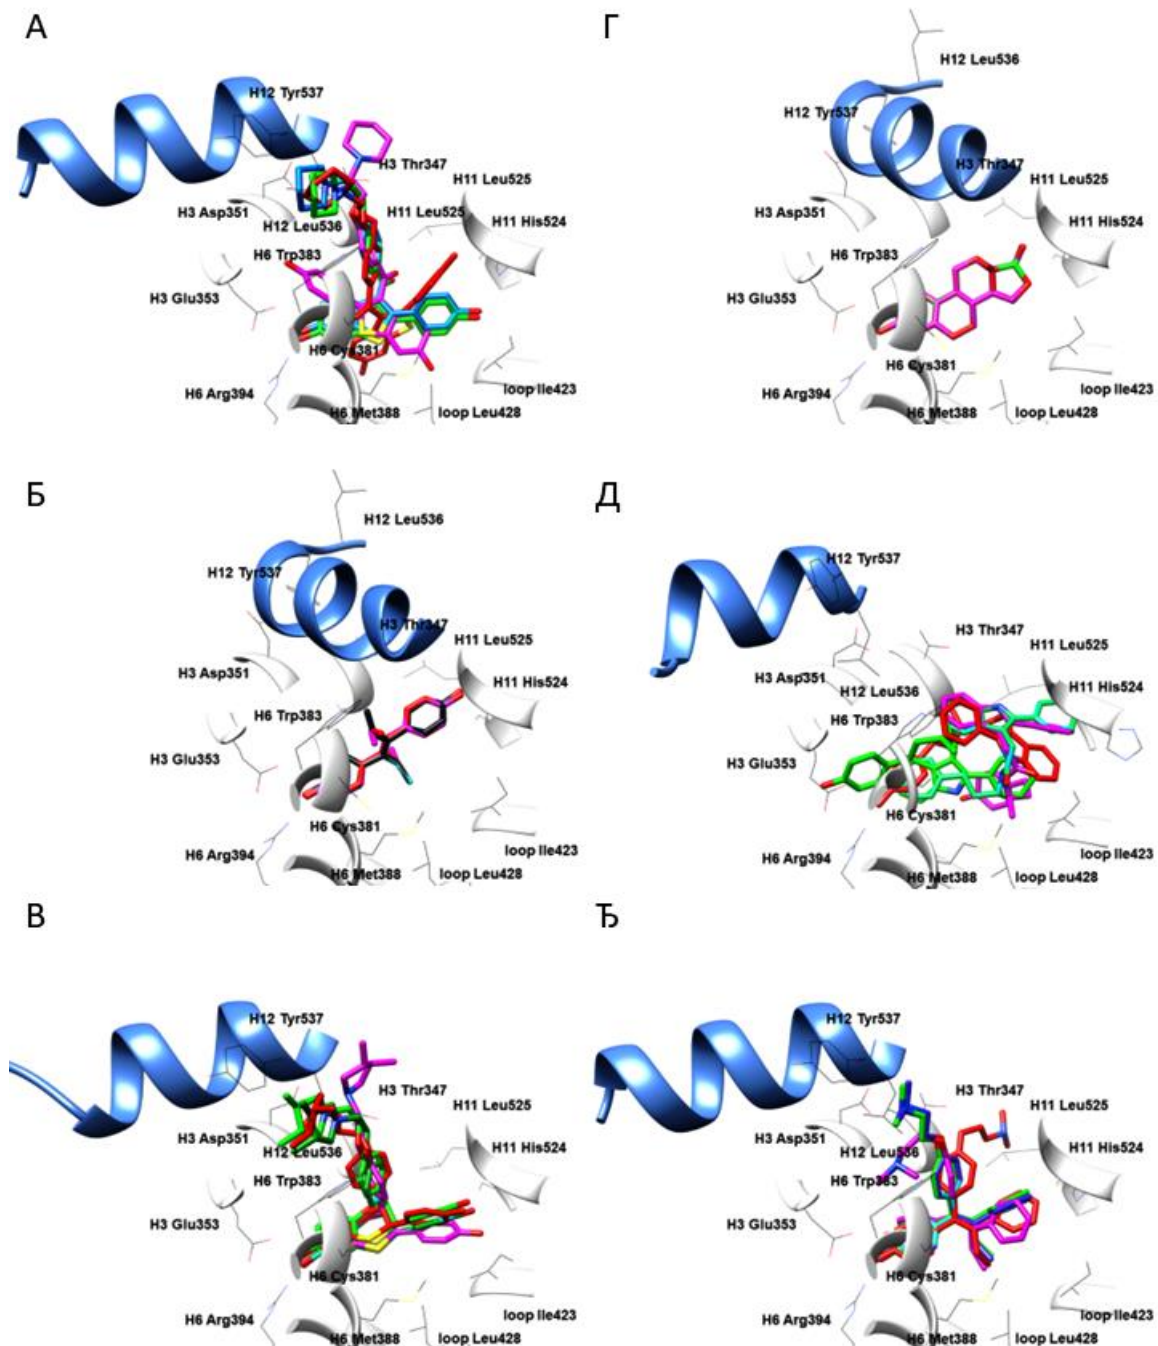 А
H12 Tyr537
H3 Thr347
H11 Leu525
H3 Asp351
H12 Leu536
H11 Leu525
H11 His524
H6 Trp383
H3 Glu353
H6 Cys381
H6 Arg394
H6 Met388
loop Leu428
loop Ile423
Г
H12 Leu536
H12 Tyr537
H3 Thr347
H11 Leu525
H3 Asp351
H11 His524
H6 Trp383
H3 Glu353
H6 Cys381
H6 Arg394
H6 Met388
loop Leu428
loop Ile423
Б
H12 Leu536
H12 Tyr537
H3 Thr347
H11 Leu525
H3 Asp351
H11 His524
H6 Trp383
H3 Glu353
H6 Cys381
H6 Arg394
H6 Met388
loop Leu428
loop Ile423
Д
H12 Tyr537
H3 Thr347
H11 Leu525
H3 Asp351
H12 Leu536
H11 His524
H6 Trp383
H3 Glu353
H6 Cys381
H6 Arg394
H6 Met388
loop Leu428
loop Ile423
В
H12 Tyr537
H3 Thr347
H11 Leu525
H3 Asp351
H12 Leu536
H11 His524
H6 Trp383
H3 Glu353
H6 Cys381
H6 Arg394
H6 Met388
loop Leu428
loop Ile423
Ђ
H12 Tyr537
H3 Thr347
H11 Leu525
H3 Asp351
H12 Leu536
H11 His524
H6 Trp383
H3 Glu353
H6 Cys381
H6 Arg394
H6 Met388
loop Leu428
loop Ile423